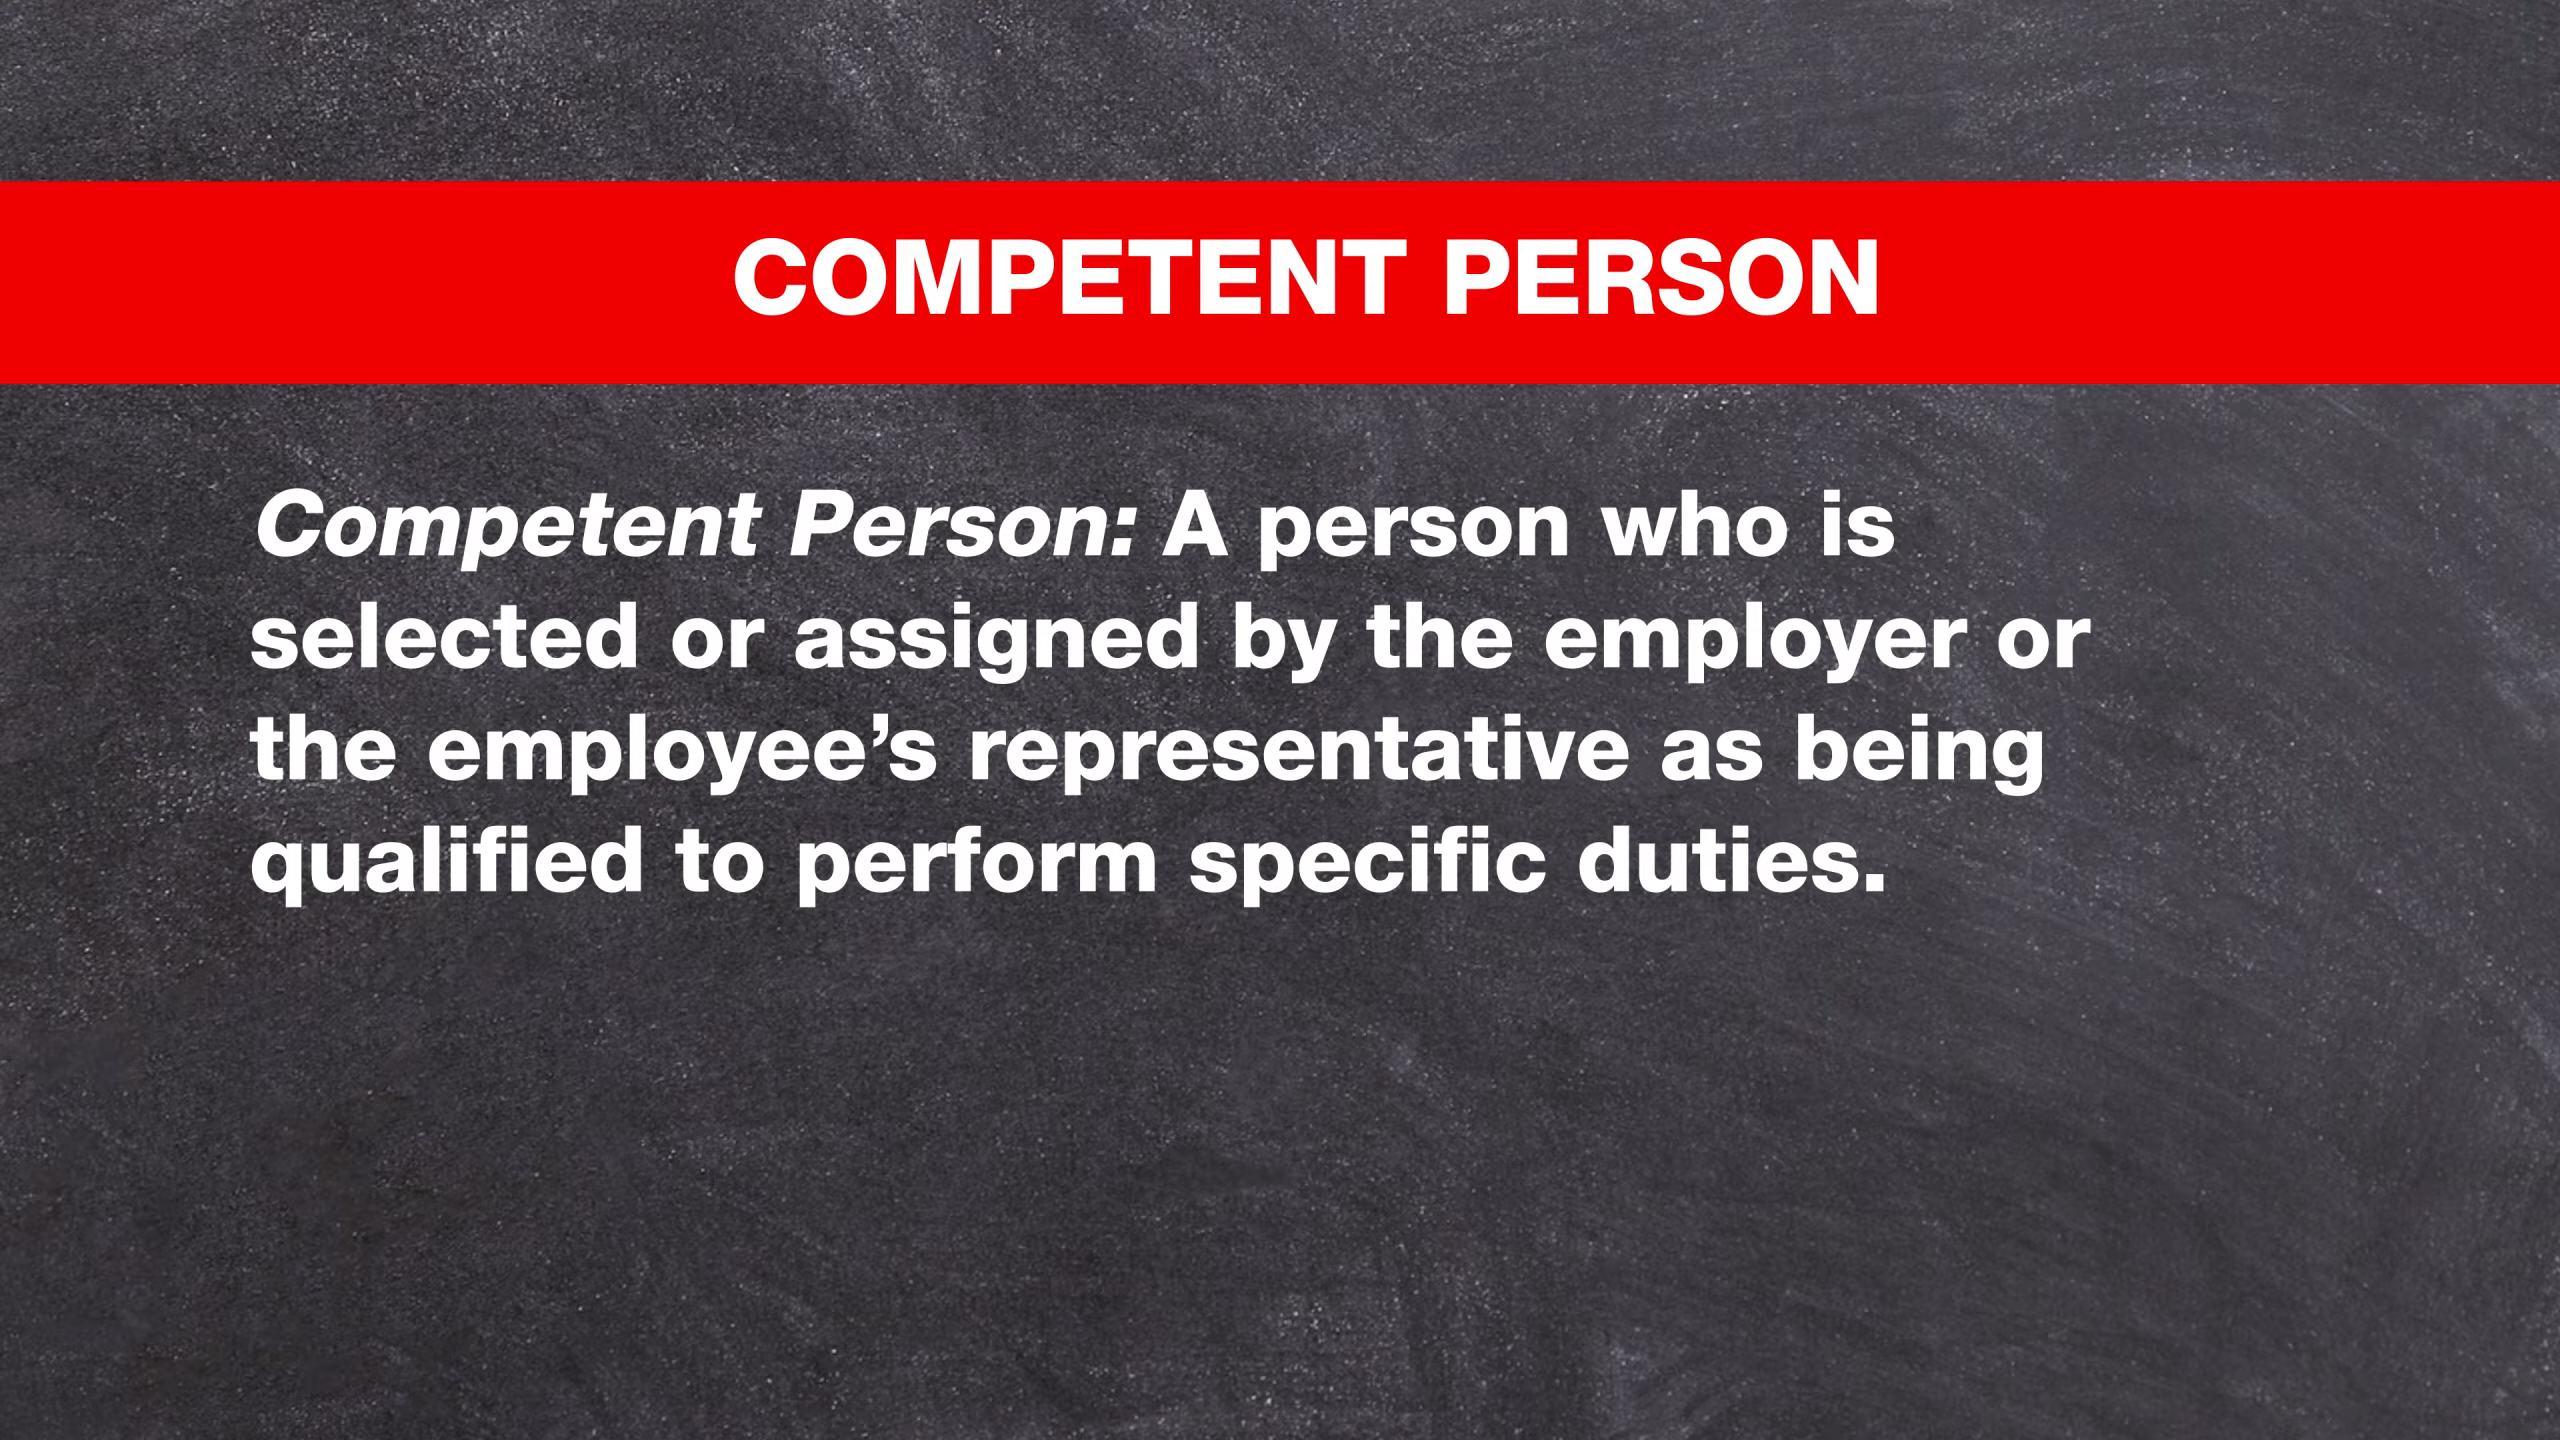 COMPETENT PERSON
Competent Person: A person who is
selected or assigned by the employer or
the employee’s representative as being
qualified to perform specific duties.